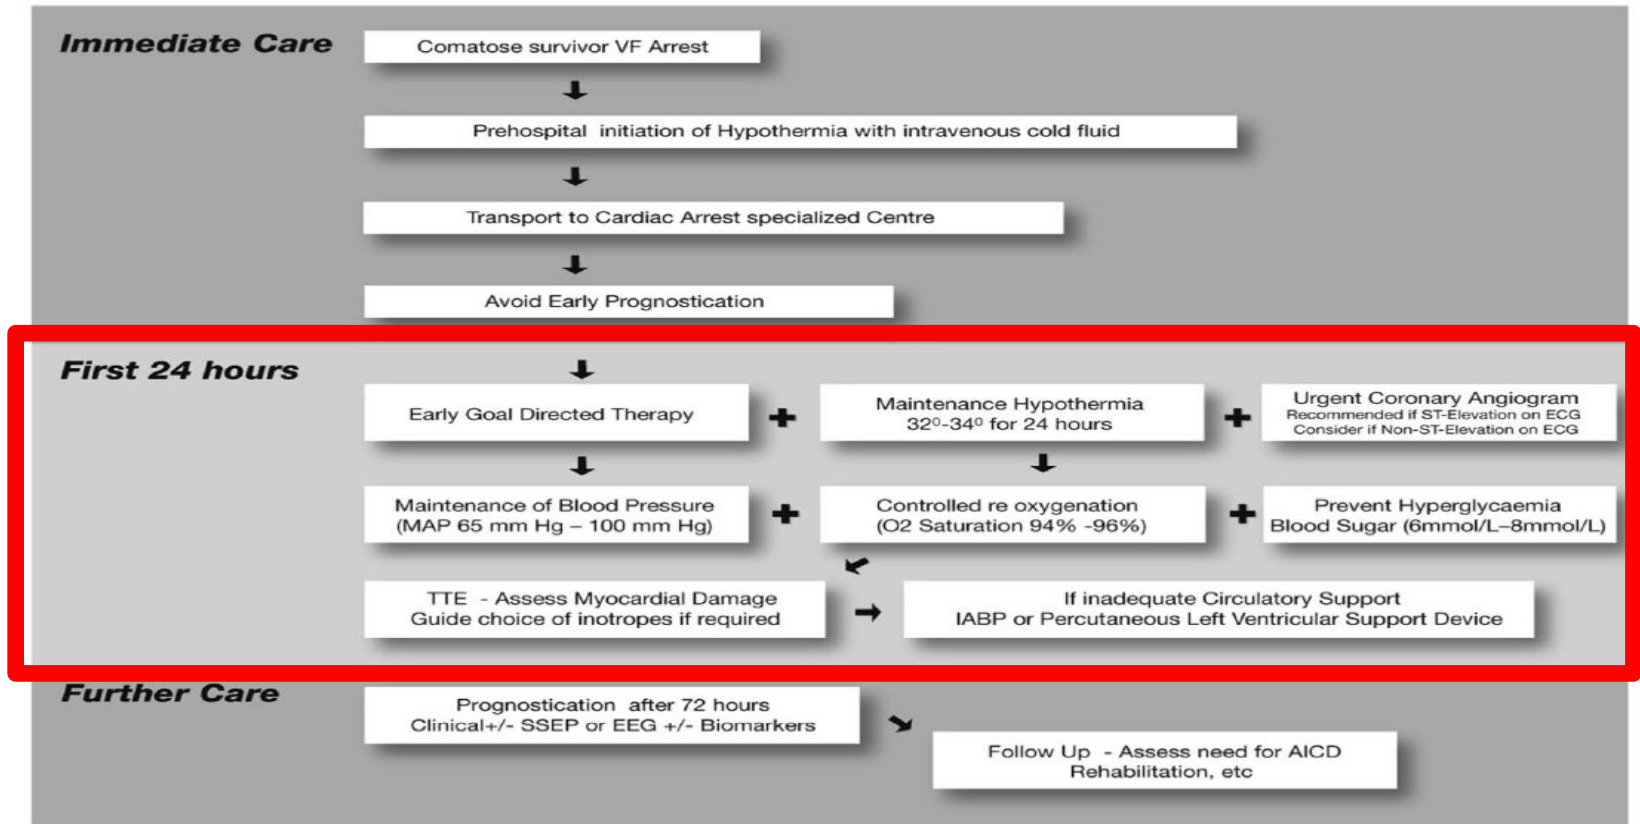 Immediate Care
Comatose survivor VF Arrest
Prehospital initiation of Hypothermia with intravenous cold fluid
Transport to Cardiac Arrest specialized Centre
Avoid Early Prognostication
First 24 hours
Early Goal Directed Therapy
Maintenance Hypothermia
32⁰-34⁰ for 24 hours
Urgent Coronary Angiogram
Recommended if ST-Elevation on ECG
Consider if Non-ST-Elevation on ECG
Maintenance of Blood Pressure
(MAP 65 mm Hg – 100 mm Hg)
Controlled re oxygenation
(O2 Saturation 94% -96%)
Prevent Hyperglycaemia
Blood Sugar (6mmol/L–8mmol/L)
TTE - Assess Myocardial Damage
Guide choice of inotropes if required
If inadequate Circulatory Support
IABP or Percutaneous Left Ventricular Support Device
Further Care
Prognostication after 72 hours
Clinical+/- SSEP or EEG +/- Biomarkers
Follow Up - Assess need for AICD
Rehabilitation, etc